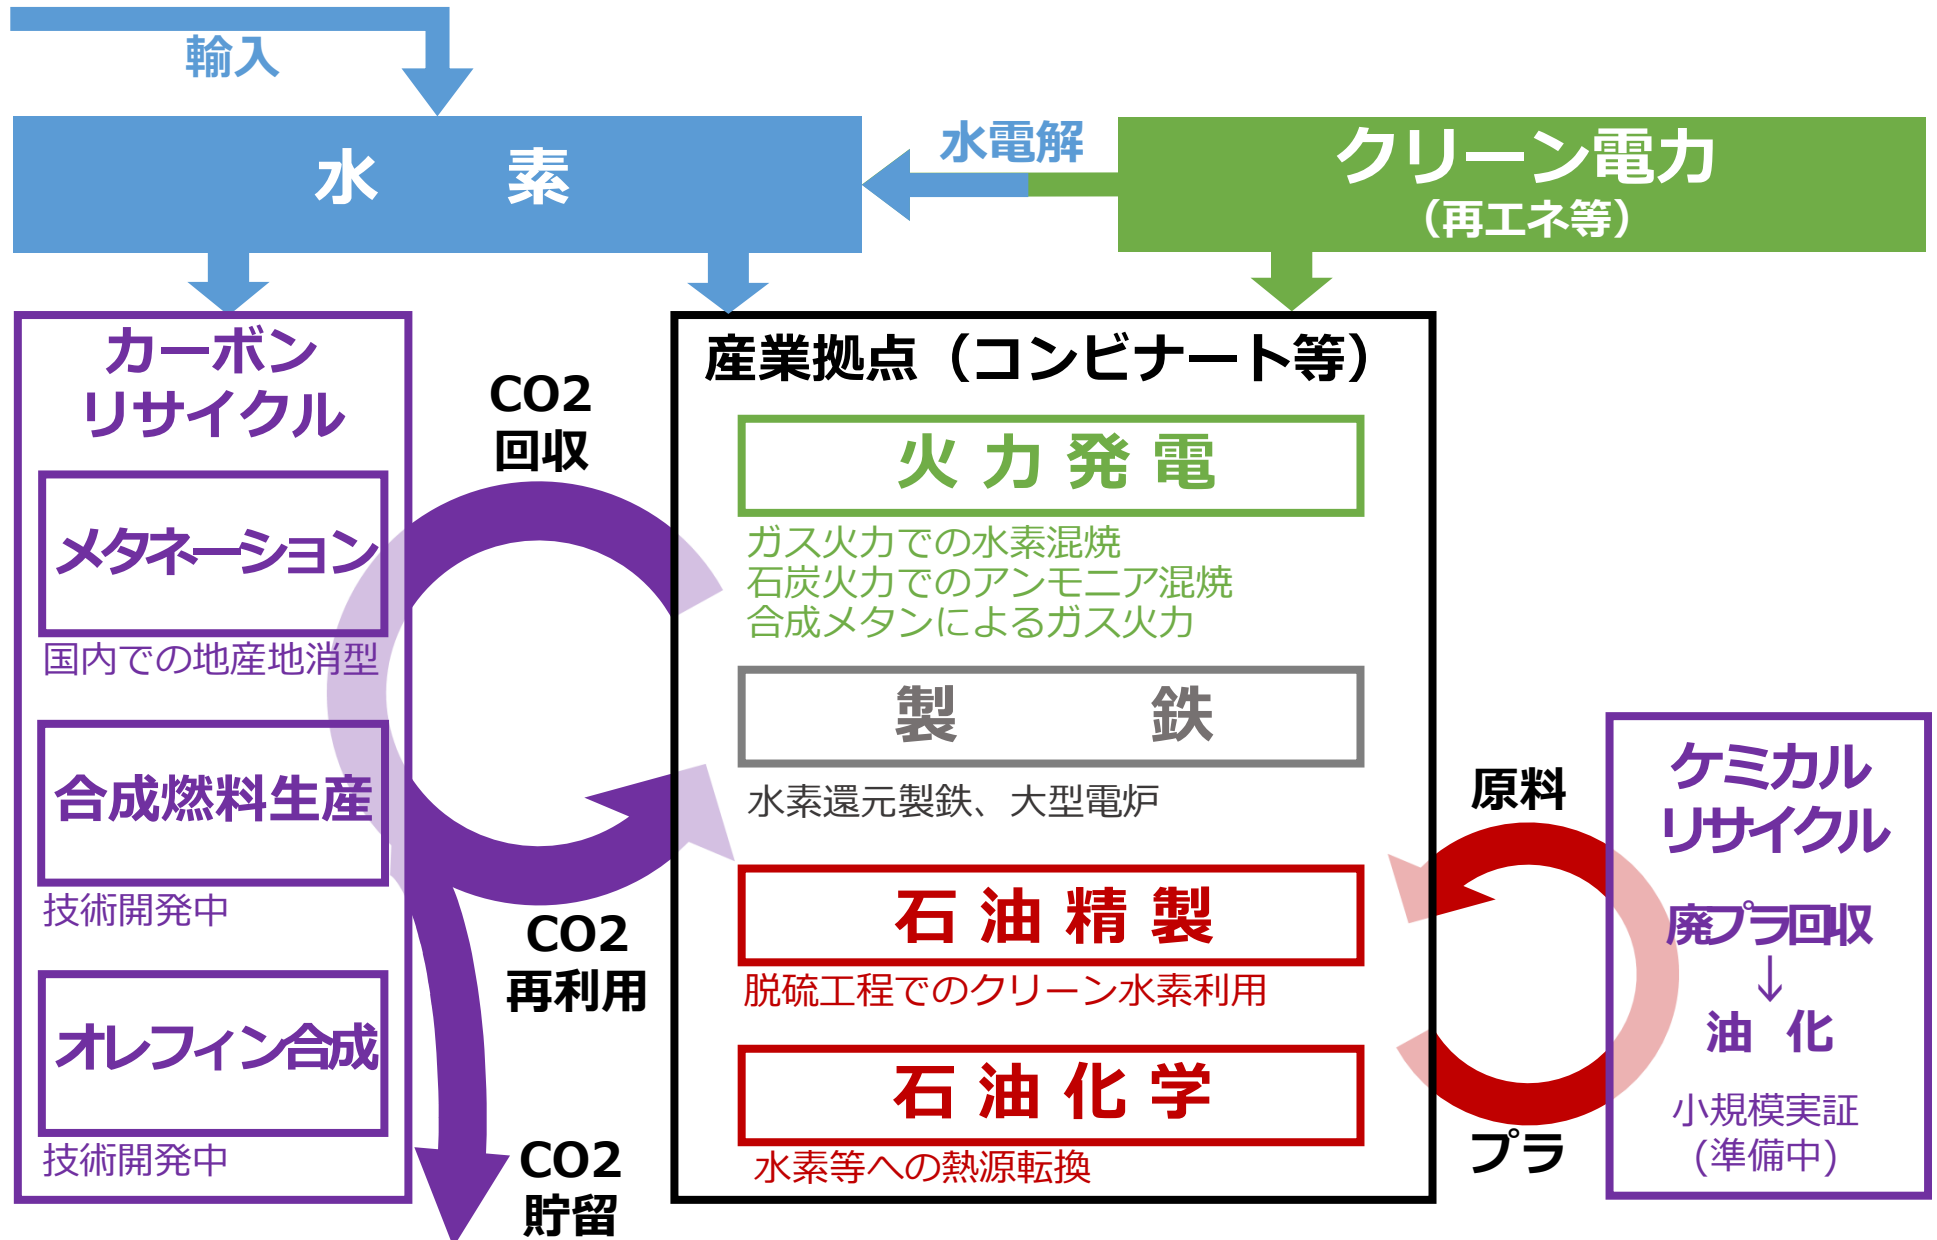 輸入
水素
水電解
クリーン電力
（再エネ等）
カーボン
リサイクル
メタネーション
国内での地産地消型
合成燃料生産
技術開発中
オレフィン合成
技術開発中
CO2
回収
CO2
再利用
CO2
貯留
産業拠点（コンビナート等）
火力発電
ガス火力での水素混焼
石炭火力でのアンモニア混焼
合成メタンによるガス火力
製鉄
水素還元製鉄、大型電炉
石油精製
脱硫工程でのクリーン水素利用
石油化学
水素等への熱源転換
原料
プラ
ケミカル
リサイクル
廃プラ回収
↓
油化
小規模実証
(準備中)